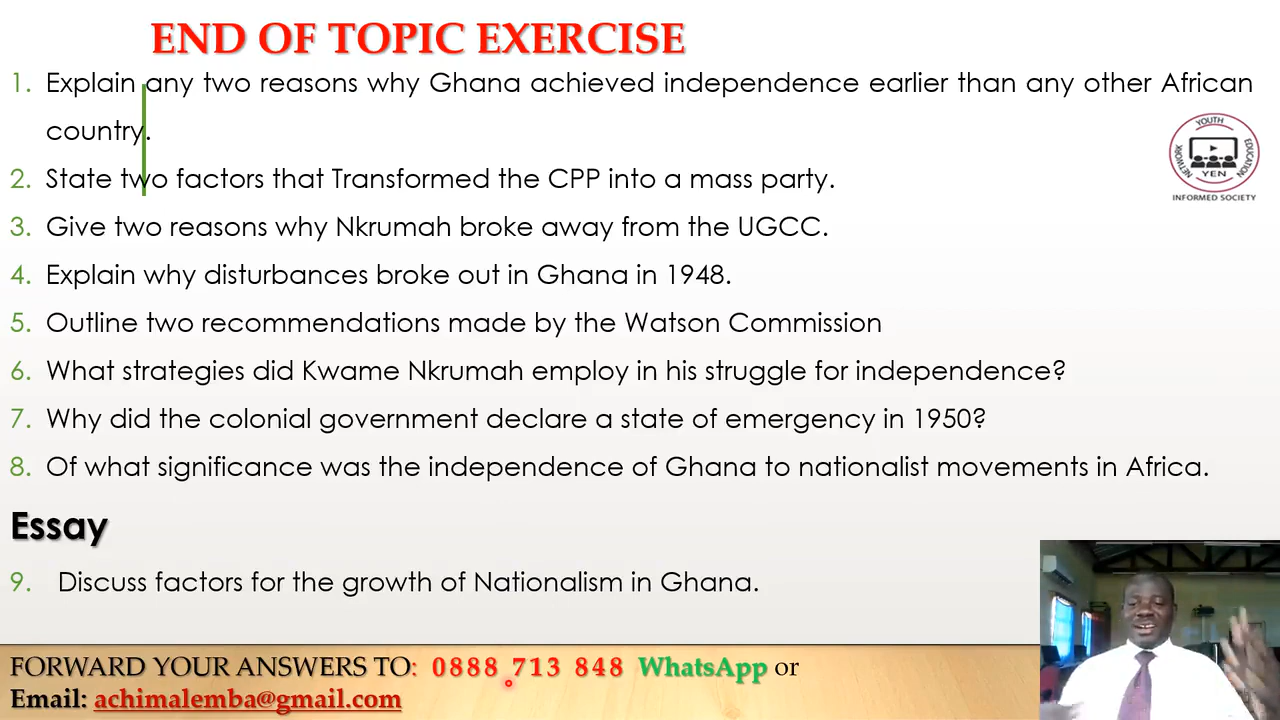 END OF TOPIC EXERCISE
1. Explain any two reasons why Ghana achieved independence earlier than any other African
country.
2. State two factors that Transformed the CPP into a mass party.
3. Give two reasons why Nkrumah broke away from the UGCC.
4. Explain why disturbances broke out in Ghana in 1948.
5. Outline two recommendations made by the Watson Commission
6. What strategies did Kwame Nkrumah employ in his struggle for independence?
7. Why did the colonial government declare a state of emergency in 1950?
8. Of what significance was the independence of Ghana to nationalist movements in Africa.
Essay
9. Discuss factors for the growth of Nationalism in Ghana.
FORWARD YOUR ANSWERS TO: 0888 713 848 WhatsApp or
Email: achimalemba@gmail.com
YOUTH
EDUCATION
NETWORK
YEN
INFORMED SOCIETY